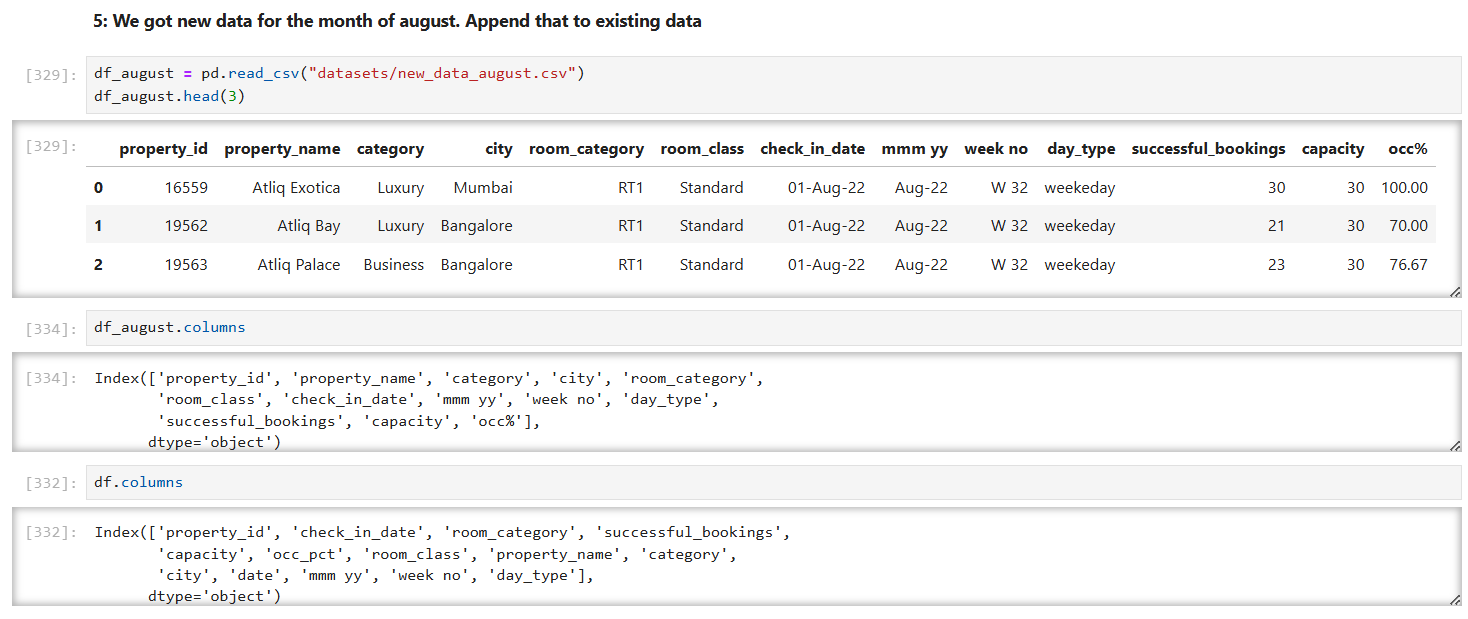 5: We got new data for the month of august. Append that to existing data
[329]: df_august = pd.read_csv("datasets/new_data_august.csv")
df_august.head(3)
[329]: property_id property_name category city room_category room_class check_in_date mmm yy week no day_type successful_bookings capacity occ%
0 16559 Atliq Exotica Luxury Mumbai RT1 Standard 01-Aug-22 Aug-22 W 32 weekeday 30 30 100.00
1 19562 Atliq Bay Luxury Bangalore RT1 Standard 01-Aug-22 Aug-22 W 32 weekeday 21 30 70.00
2 19563 Atliq Palace Business Bangalore RT1 Standard 01-Aug-22 Aug-22 W 32 weekeday 23 30 76.67
[334]: df_august.columns
[334]: Index(['property_id', 'property_name', 'category', 'city', 'room_category',
'room_class', 'check_in_date', 'mmm yy', 'week no', 'day_type',
'successful_bookings', 'capacity', 'occ%'],
dtype='object')
[332]: df.columns
[332]: Index(['property_id', 'check_in_date', 'room_category', 'successful_bookings',
'capacity', 'occ_pct', 'room_class', 'property_name', 'category',
'city', 'date', 'mmm yy', 'week no', 'day_type'],
dtype='object')